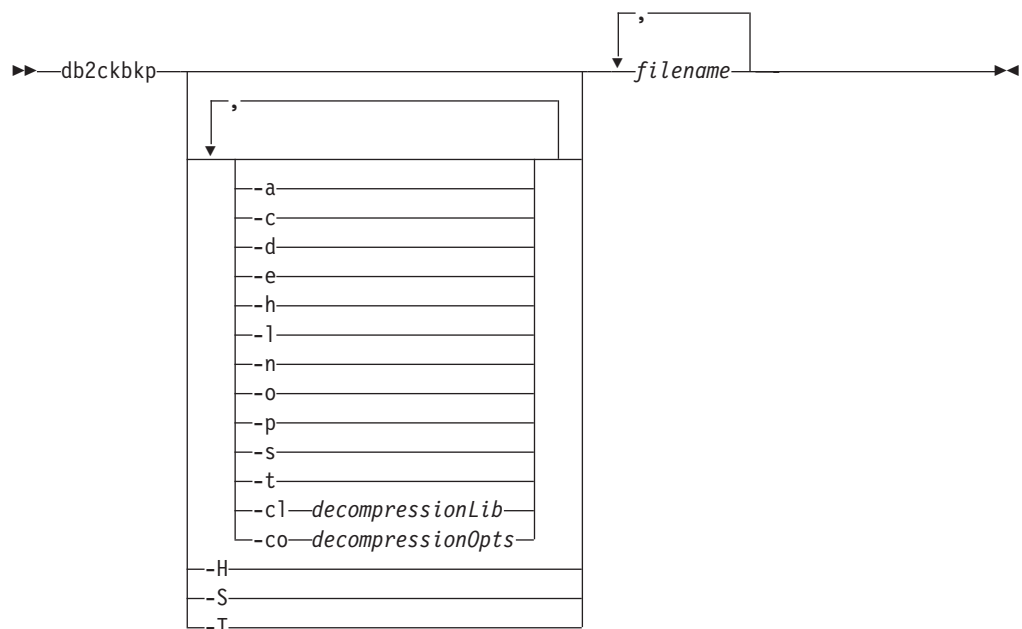 ,
db2ckbkp filename
,
-a
-c
-d
-e
-h
-l
-n
-o
-p
-s
-t
-cl decompressionLib
-co decompressionOpts
-H
-S
-T